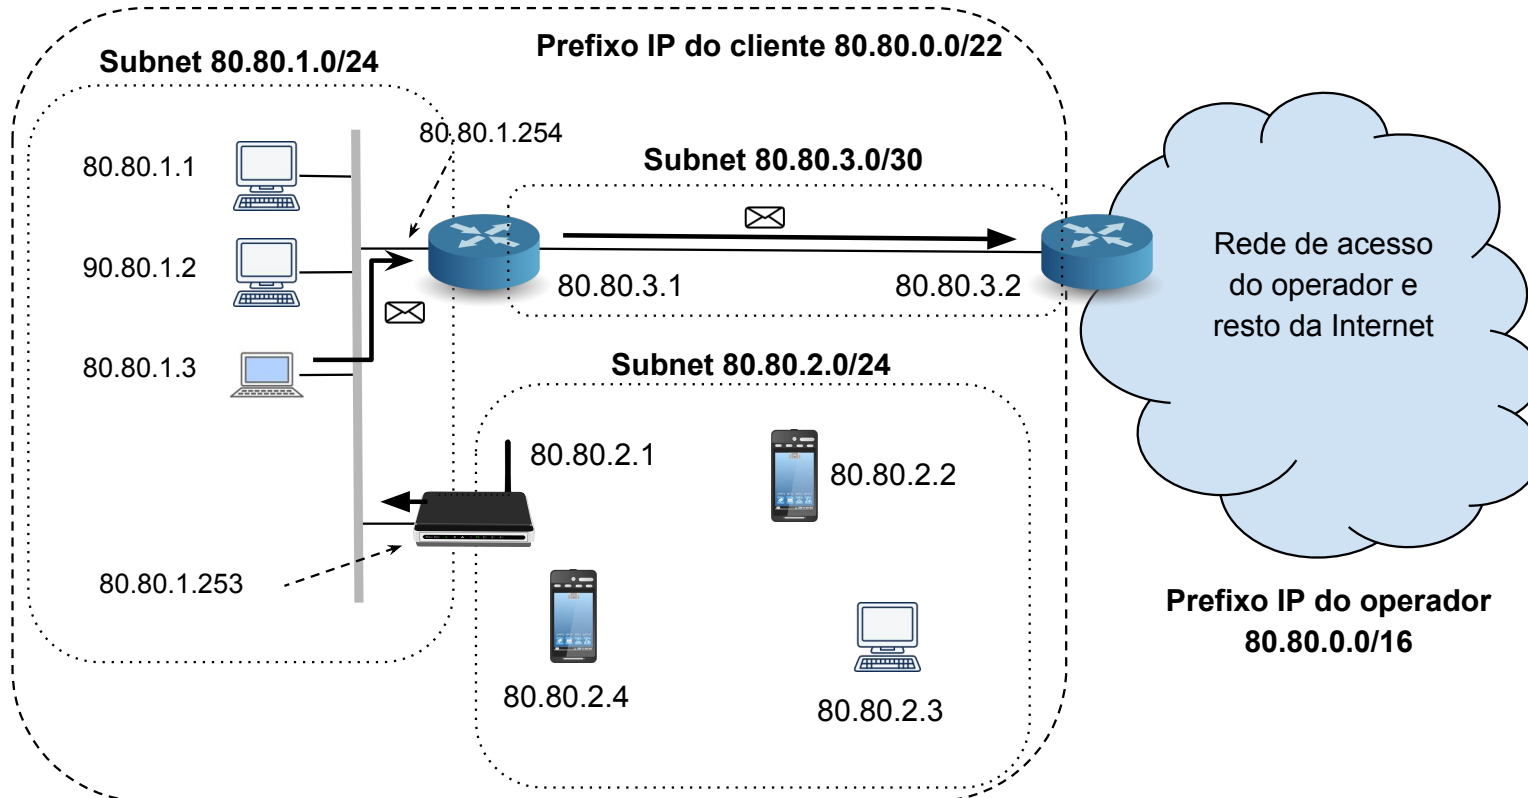 Prefixo IP do cliente 80.80.0.0/22
Subnet 80.80.1.0/24
80.80.1.254
80.80.1.1
Subnet 80.80.3.0/30
90.80.1.2
80.80.3.1
80.80.3.2
Rede de acesso
do operador e
resto da Internet
80.80.1.3
Subnet 80.80.2.0/24
80.80.2.1
80.80.2.2
80.80.1.253
80.80.2.4
80.80.2.3
Prefixo IP do operador
80.80.0.0/16